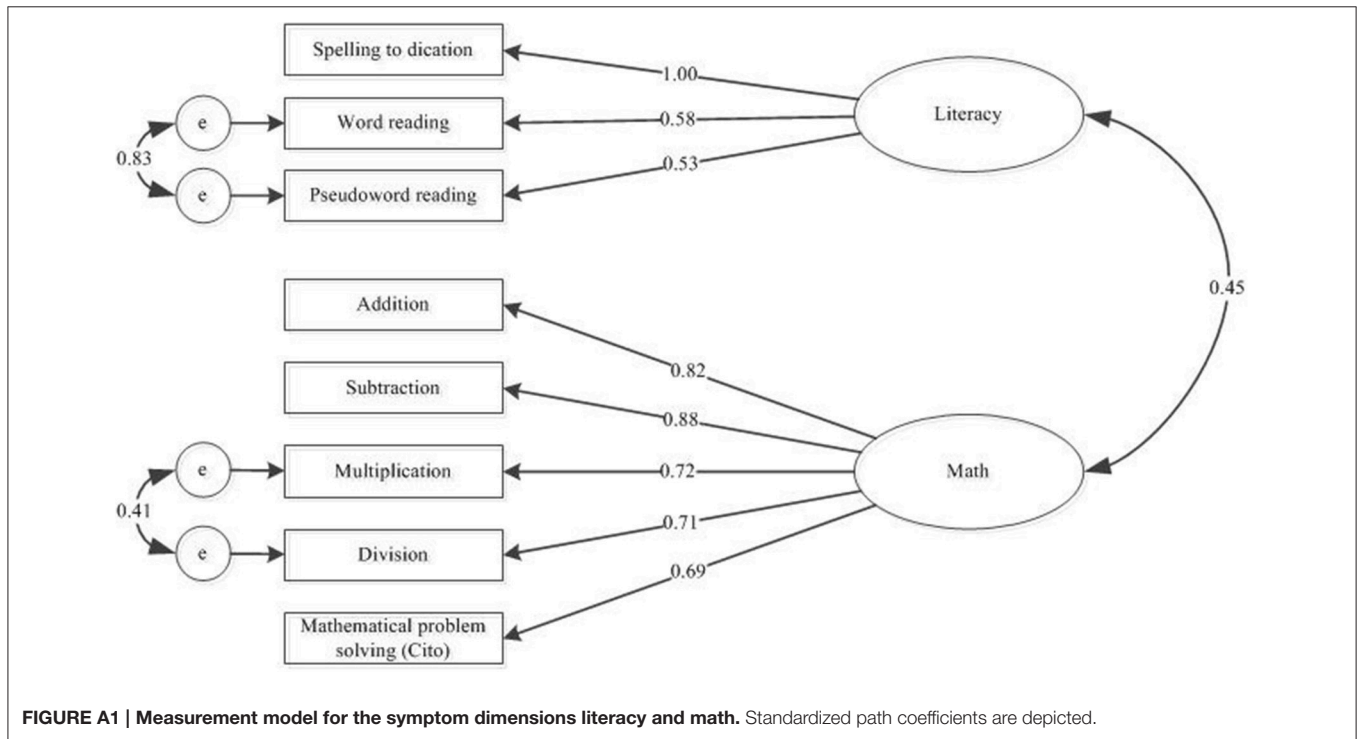 Spelling to dication
1.00
e
Word reading
0.58
Literacy
0.83
0.53
e
Pseudoword reading
0.45
Addition
0.82
Subtraction
0.88
e
Multiplication
0.72
Math
0.41
0.71
e
Division
0.69
Mathematical problem
solving (Cito)
FIGURE A1 | Measurement model for the symptom dimensions literacy and math. Standardized path coefficients are depicted.